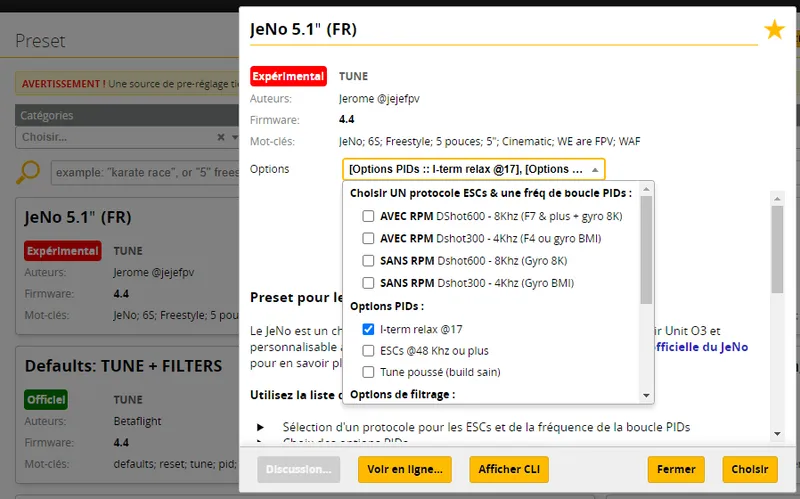 Preset
AVERTISSEMENT ! Une source de pre-réglage tie
Catégories
Choisir...
example: "karate race", or "5" frees
JeNo 5.1" (FR)
Expérimental TUNE
Auteurs: Jerome @jejefpv
Firmware: 4.4
Mot-clés: JeNo; 6S; Freestyle; 5 pou
Defaults: TUNE + FILTERS
Officiel TUNE
Auteurs: Betaflight
Firmware: 4.4
Mot-clés: defaults; reset; tune; pid;
JeNo 5.1" (FR)
Expérimental TUNE
Auteurs: Jerome @jejefpv
Firmware: 4.4
Mot-clés: JeNo; 6S; Freestyle; 5 pouces; 5"; Cinematic; WE are FPV; WAF
Options [Options PIDs :: I-term relax @17], [Options ...
Choisir UN protocole ESCs & une fréq de boucle PIDs :
AVEC RPM Dshot600 - 8Khz (F7 & plus + gyro 8K)
AVEC RPM Dshot300 - 4Khz (F4 ou gyro BMI)
SANS RPM Dshot600 - 8Khz (Gyro 8K)
SANS RPM Dshot300 - 4Khz (Gyro BMI)
Options PIDs :
I-term relax @17
ESCs @48 Khz ou plus
Tune poussé (build sain)
Options de filtrage :
Preset pour le
Le JeNo est un ch ir Unit O3 et
personnalisable officielle du JeNo
pour en savoir pl
Utilisez la liste
Sélection d'un protocole pour les ESCs et de la fréquence de la boucle PIDs
Choix des options PIDs
Discussion...
Voir en ligne...
Afficher CLI
Fermer
Choisir